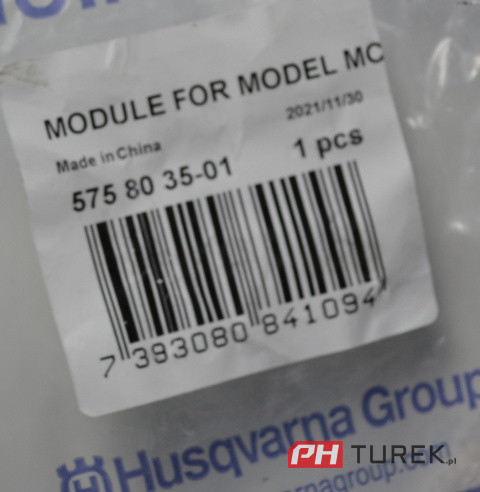 MODULE FOR MODEL MC
2021/11/30
Made in China
1 pcs
575 80 35-01
7 393080 841094
Husqvarna Group
PH TUREK.pl